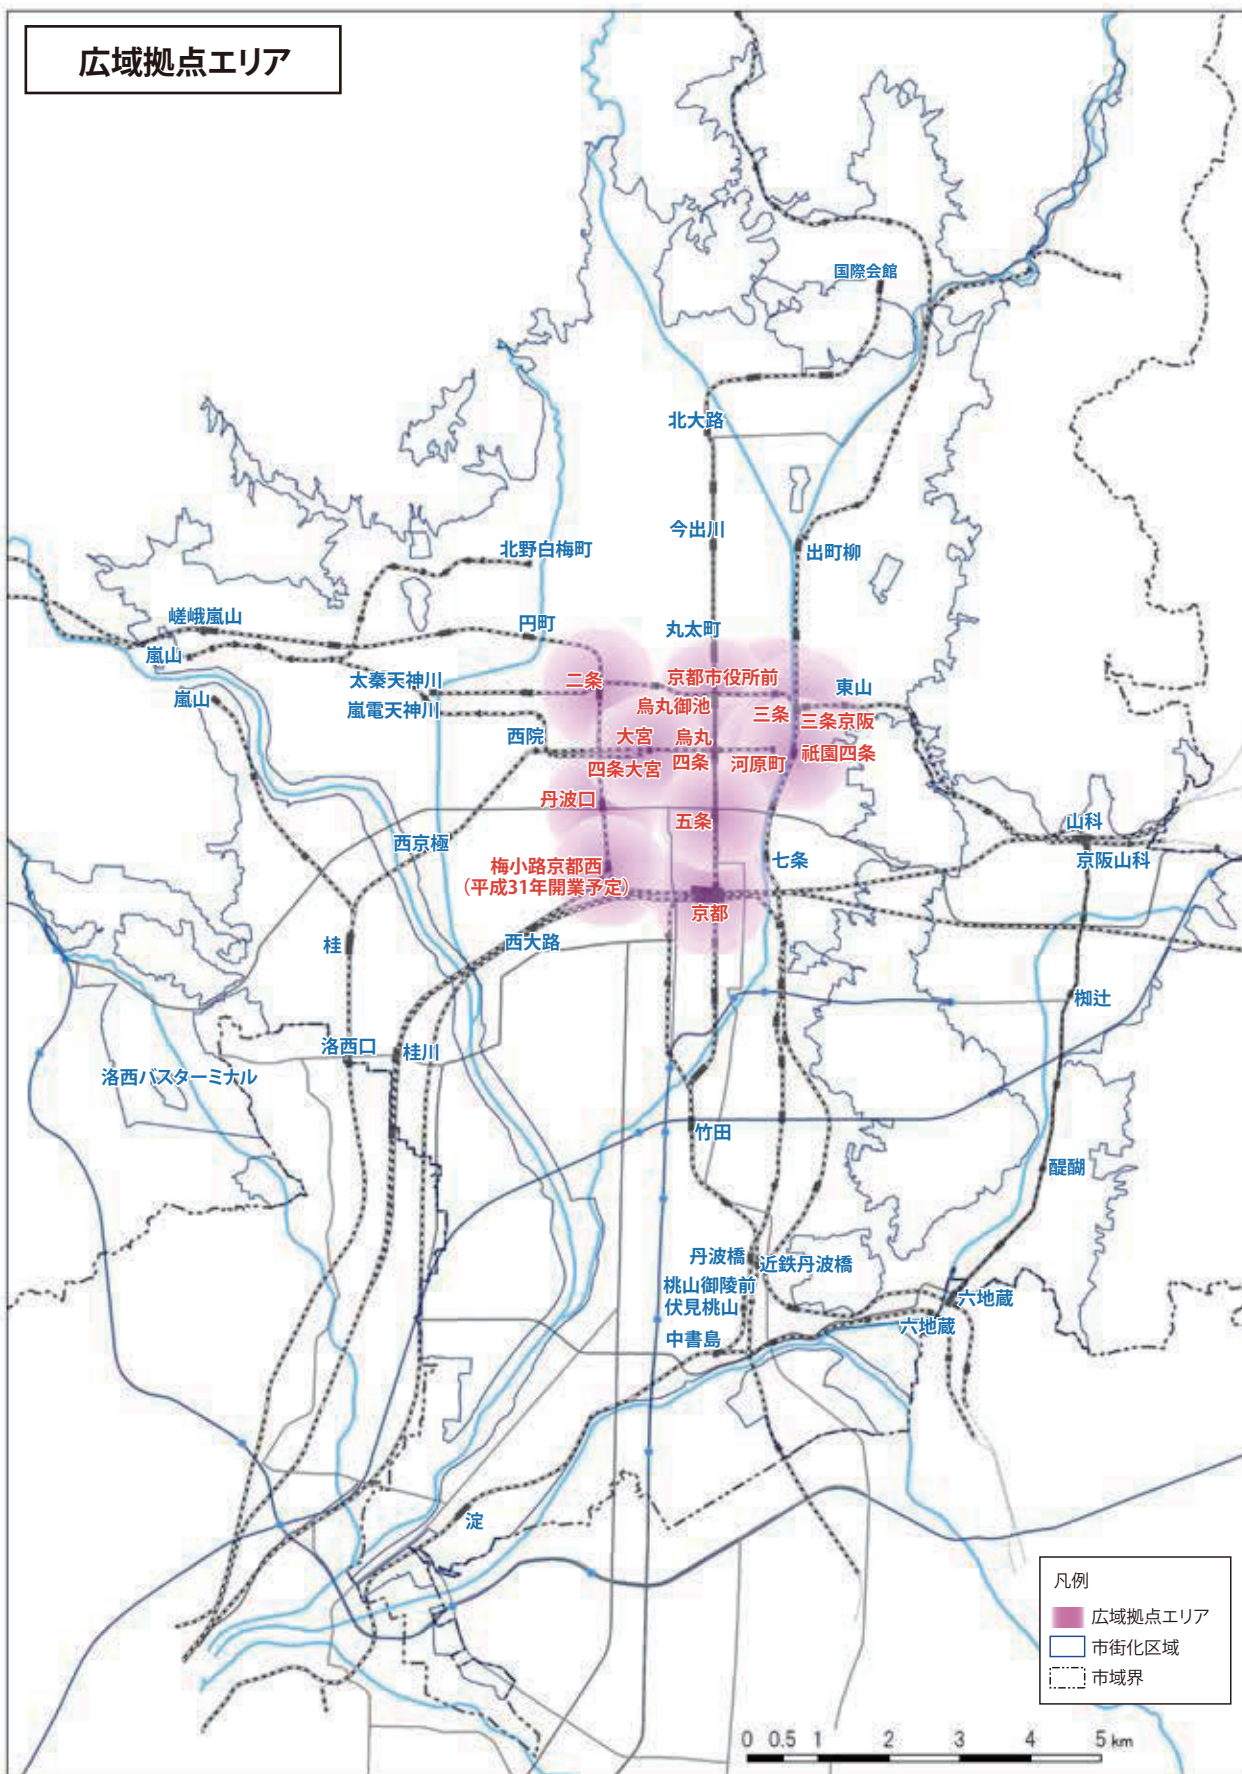 広域拠点エリア
国際会館
北大路
今出川
出町柳
北野白梅町
嵯峨嵐山
円町
丸太町
嵐山
太秦天神川
二条
京都市役所前
東山
嵐山
嵐電天神川
烏丸御池
三条
三条京阪
西院
大宮
烏丸
四条大宮
四条
河原町
祇園四条
丹波口
五条
西京極
七条
山科
京阪山科
梅小路京都西
(平成31年開業予定)
京都
桂
西大路
椥辻
洛西口
桂川
洛西バスターミナル
竹田
醍醐
丹波橋
近鉄丹波橋
桃山御陵前
伏見桃山
六地蔵
六地蔵
中書島
淀
凡例
広域拠点エリア
市街化区域
市域界
0 0.5 1 2 3 4 5 km